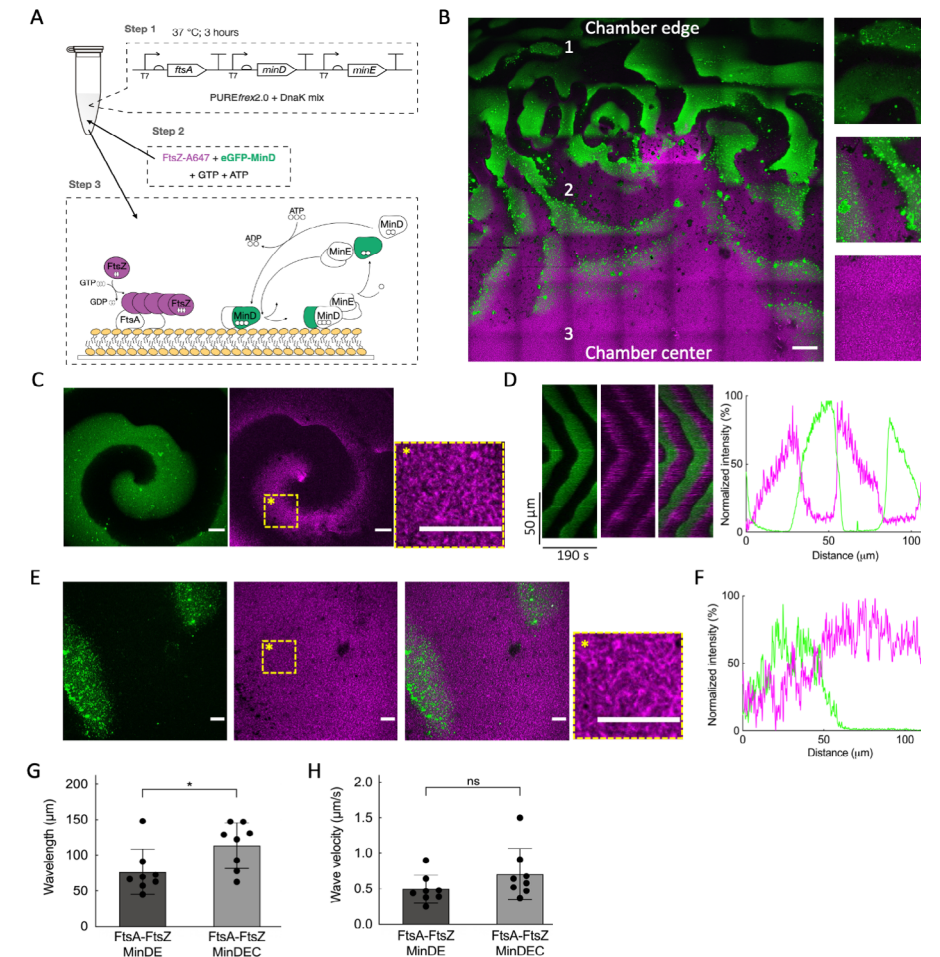 A
Step 1
37 °C; 3 hours
T7
ftsA
T7
minD
T7
minE
PUREfrex2.0 + DnaK mix
Step 2
FtsZ-A647 + eGFP-MinD
+ GTP + ATP
Step 3
FtsZ
GTP
GDP
FtsZ
FtsA
ATP
ADP
MinD
MinE
MinD
MinE
MinD
B
Chamber edge
1
2
3
Chamber center
C
*
*
D
50 µm
190 s
Normalized intensity (%)
100
50
0
0
50
100
Distance (µm)
E
*
*
F
Normalized intensity (%)
100
50
0
0
50
100
Distance (µm)
G
Wavelength (µm)
200
150
100
50
0
*
FtsA-FtsZ
MinDE
FtsA-FtsZ
MinDEC
H
Wave velocity (µm/s)
2.0
1.5
1.0
0.5
0.0
ns
FtsA-FtsZ
MinDE
FtsA-FtsZ
MinDEC